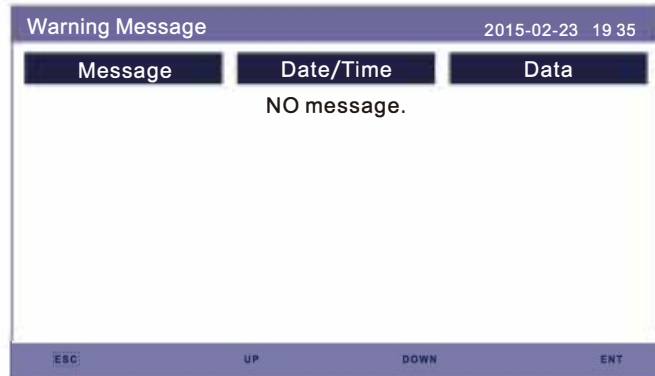 Warning Message 2015-02-23 19 35
Message Date/Time Data
NO message.
ESC UP DOWN ENT